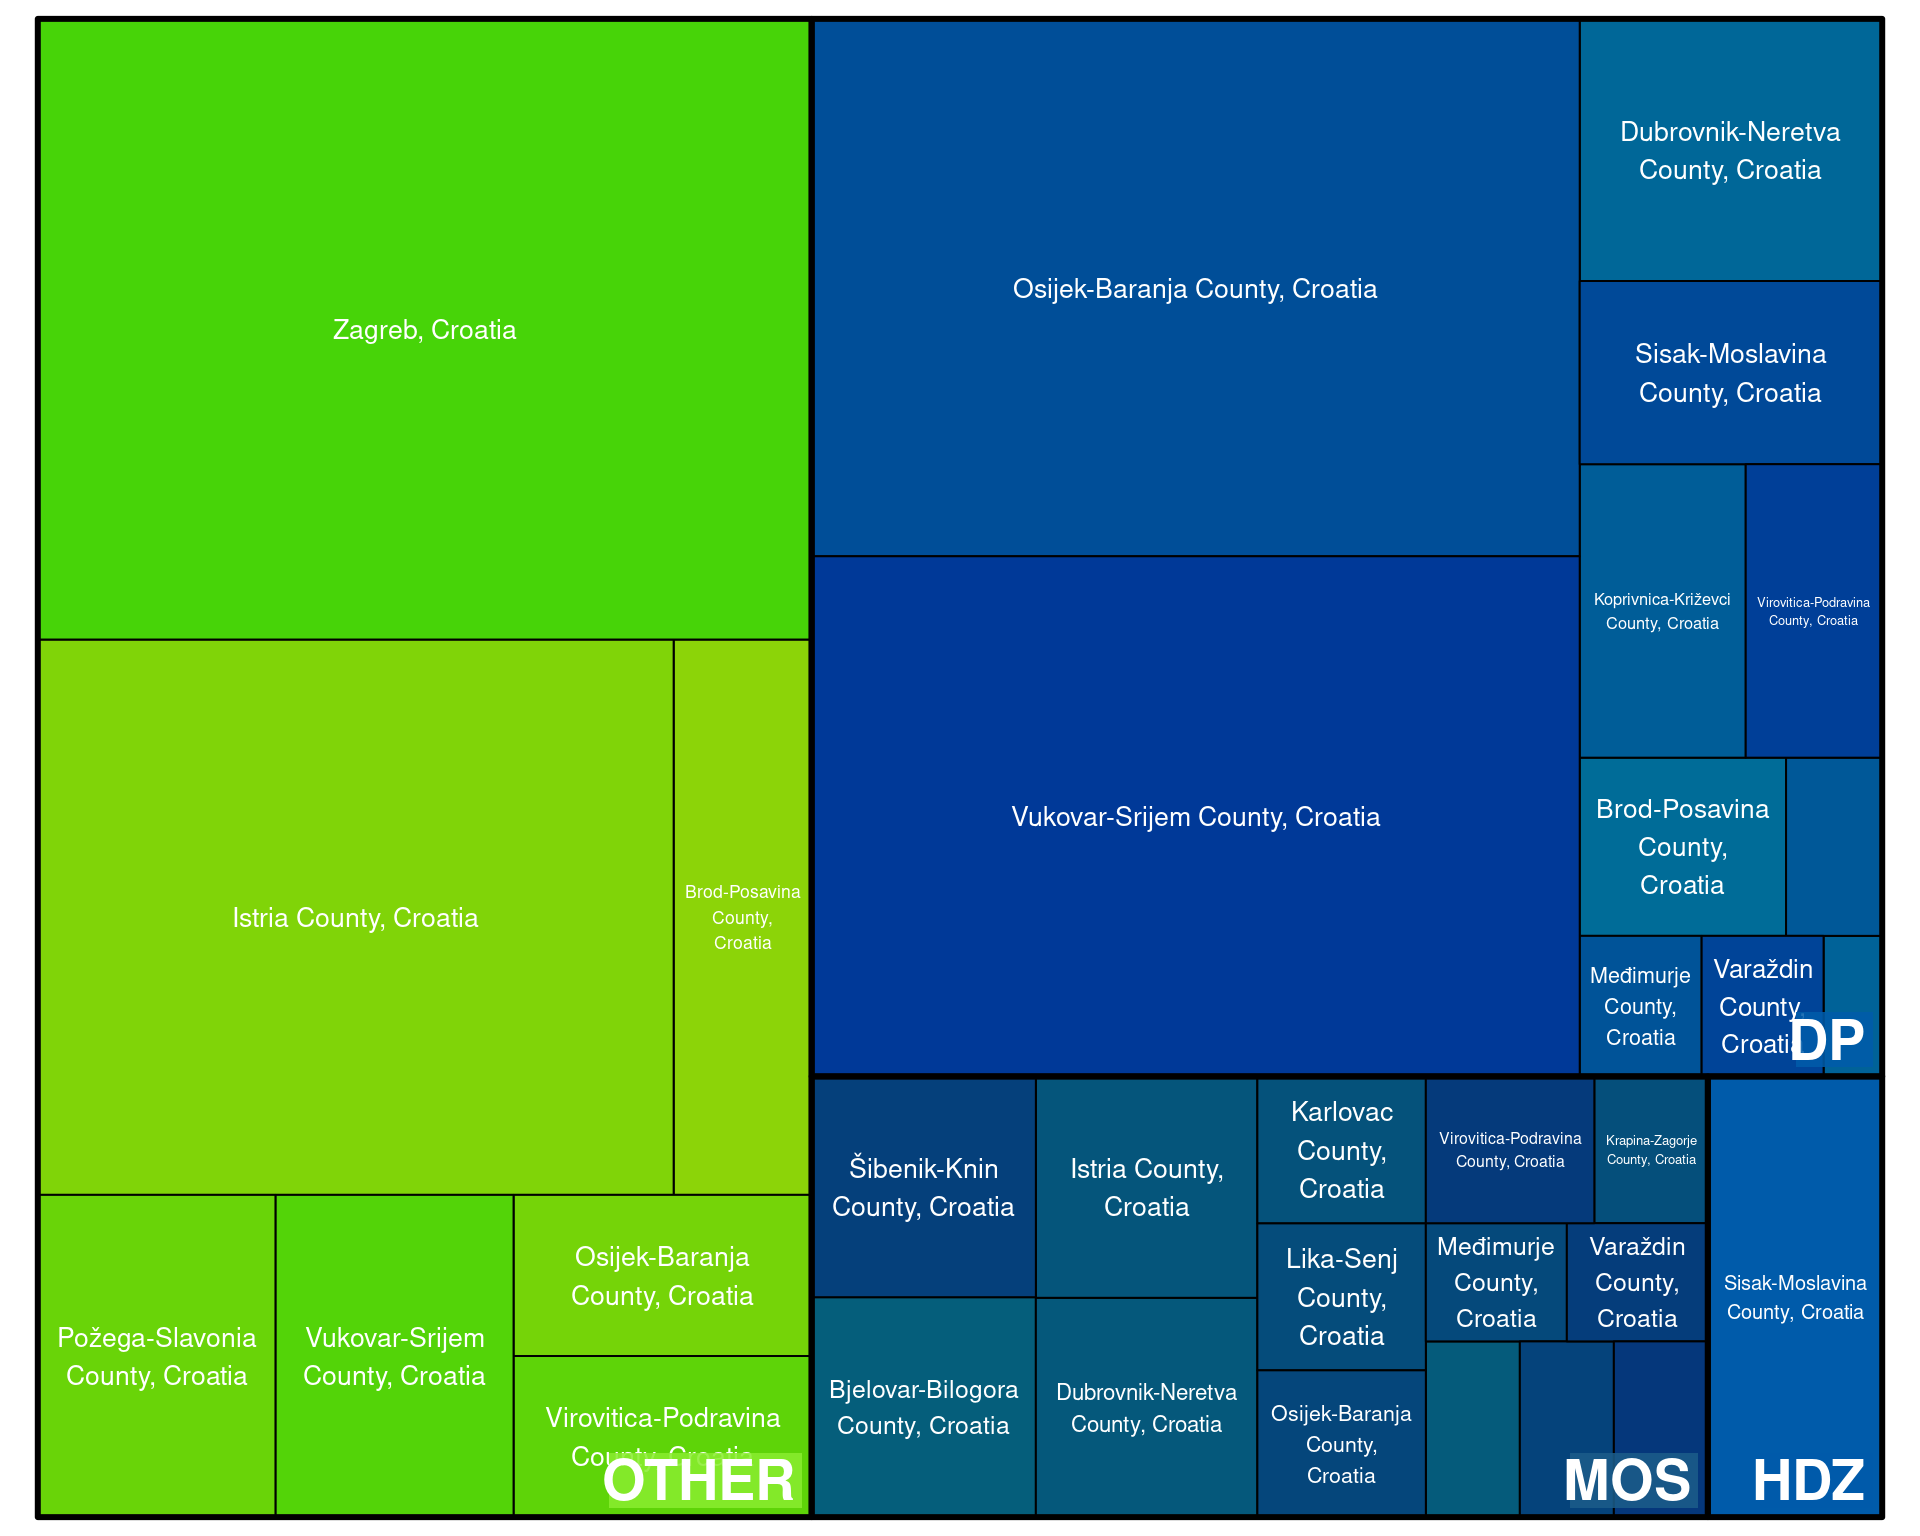 Zagreb, Croatia
Istria County, Croatia
Brod-Posavina
County,
Croatia
Požega-Slavonia
County, Croatia
Vukovar-Srijem
County, Croatia
Osijek-Baranja
County, Croatia
Virovitica-Podravina
County, Croatia
OTHER
Osijek-Baranja County, Croatia
Vukovar-Srijem County, Croatia
Dubrovnik-Neretva
County, Croatia
Sisak-Moslavina
County, Croatia
Koprivnica-Križevci
County, Croatia
Virovitica-Podravina
County, Croatia
Brod-Posavina
County,
Croatia
Međimurje
County,
Croatia
Varaždin
County,
Croatia
DP
Šibenik-Knin
County, Croatia
Bjelovar-Bilogora
County, Croatia
Istria County,
Croatia
Dubrovnik-Neretva
County, Croatia
Karlovac
County,
Croatia
Lika-Senj
County,
Croatia
Osijek-Baranja
County,
Croatia
Virovitica-Podravina
County, Croatia
Krapina-Zagorje
County, Croatia
Međimurje
County,
Croatia
Varaždin
County,
Croatia
MOS
Sisak-Moslavina
County, Croatia
HDZ